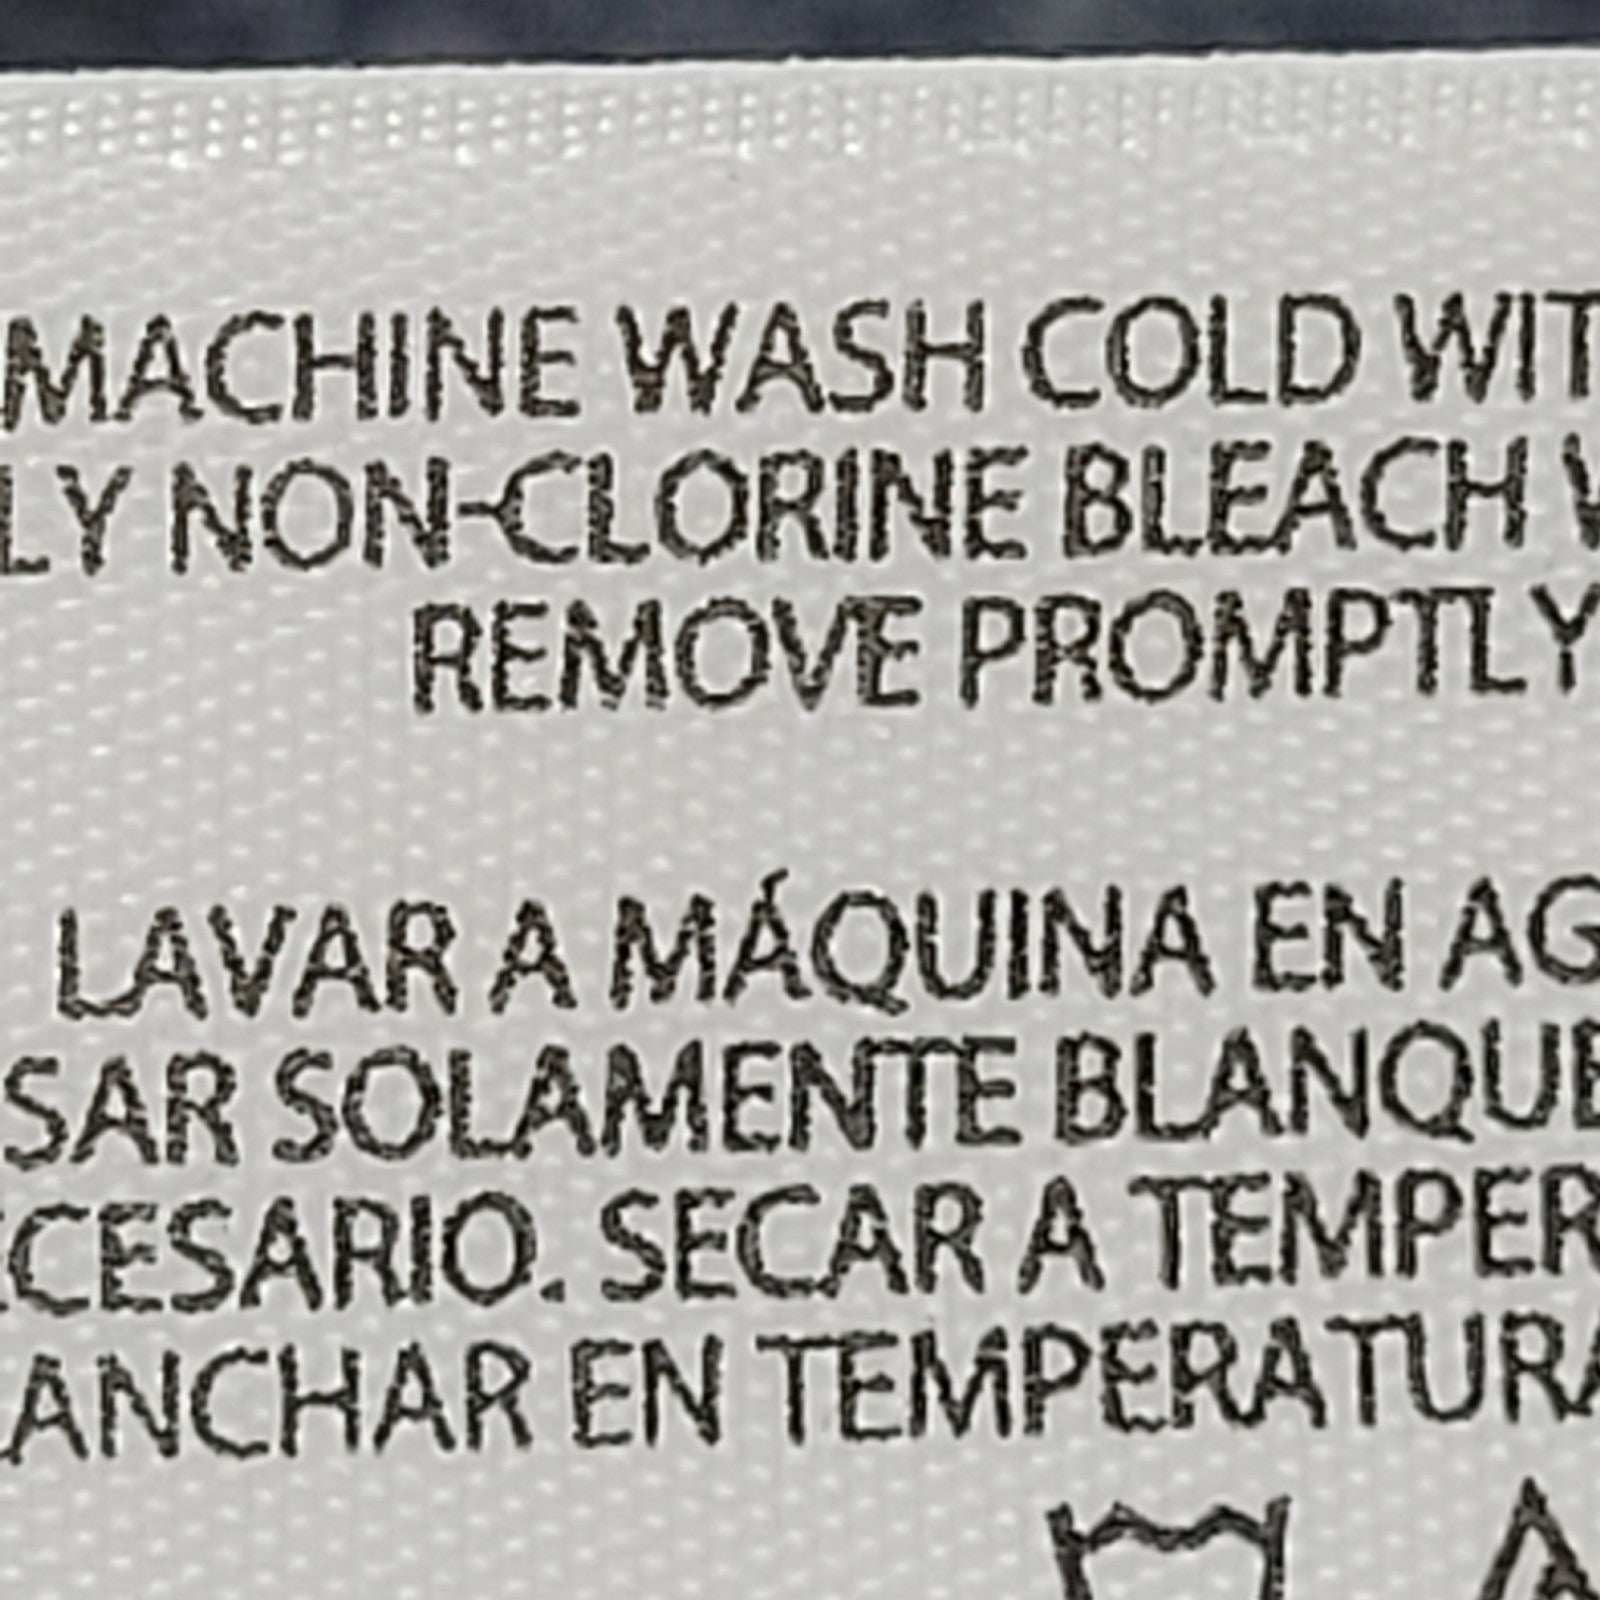 MACHINE WASH COLD WIT
LY NON-CLORINE BLEACH
REMOVE PROMPTLY
LAVAR A MÁQUINA EN AG
SAR SOLAMENTE BLANQUE
CESARIO. SECAR A TEMPER
ANCHAR EN TEMPERATURA